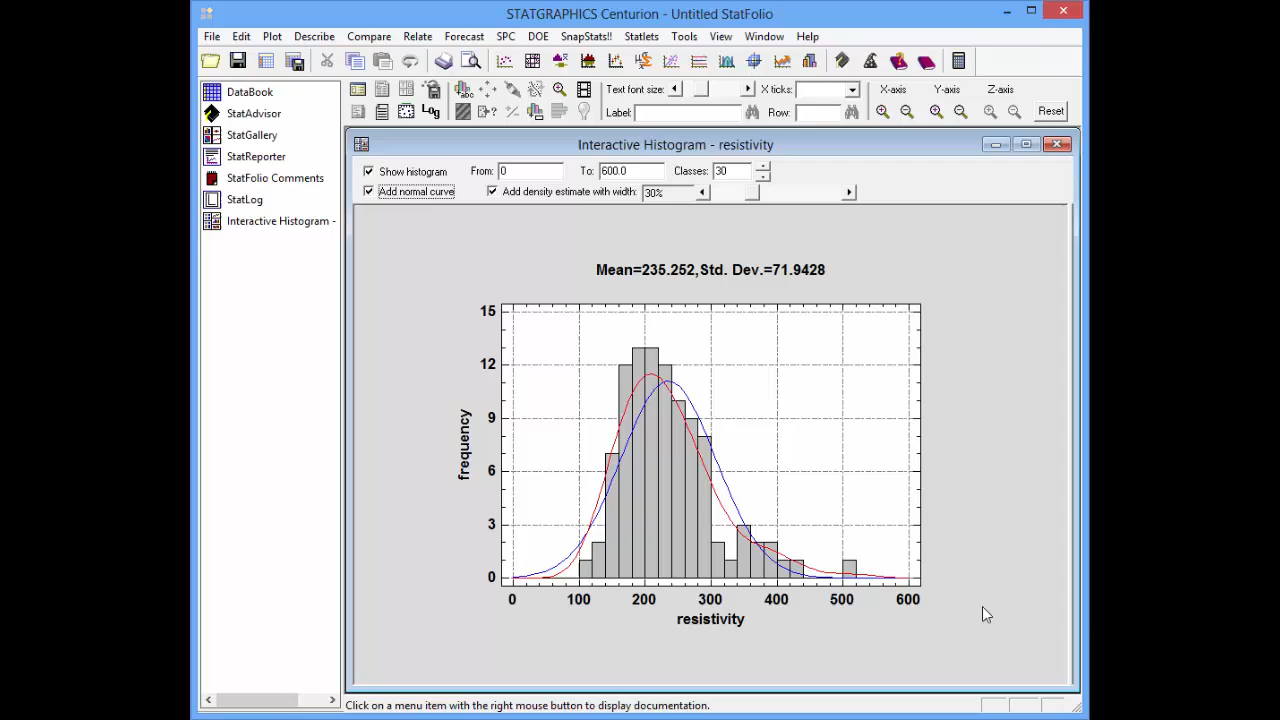 STATGRAPHICS Centurion - Untitled StatFolio
File Edit Plot Describe Compare Relate Forecast SPC DOE SnapStats!! Statlets Tools View Window Help
DataBook
StatAdvisor
StatGallery
StatReporter
StatFolio Comments
StatLog
Interactive Histogram -
Text font size: X ticks: X-axis Y-axis Z-axis
abc Log Label: Row: Reset
Interactive Histogram - resistivity
Show histogram From: 0 To: 600.0 Classes: 30
Add normal curve Add density estimate with width: 30%
Mean=235.252,Std. Dev.=71.9428
15
12
9
6
3
0
frequency
0 100 200 300 400 500 600
resistivity
Click on a menu item with the right mouse button to display documentation.